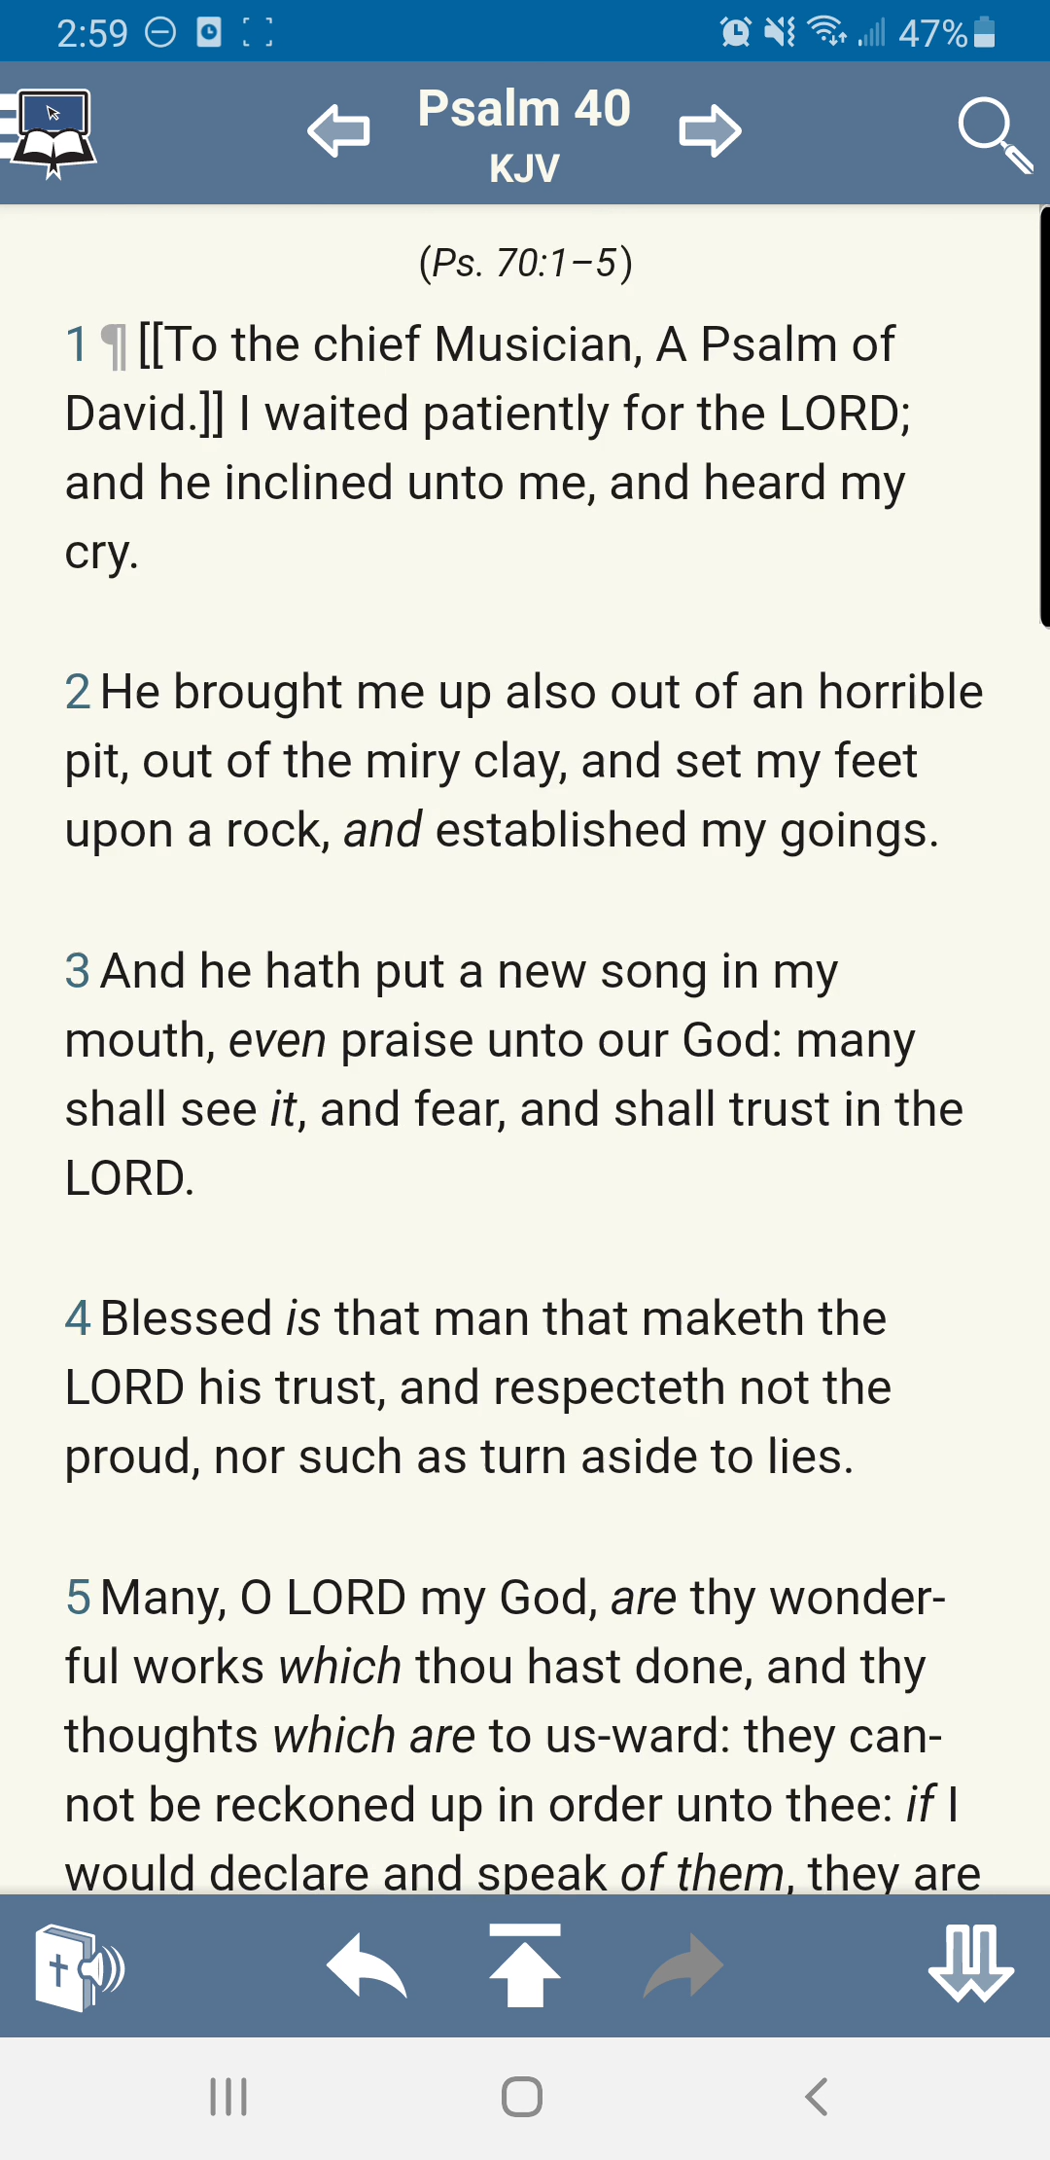 2:59
47%
Psalm 40
KJV
(Ps. 70:1–5)
1 ¶ [[To the chief Musician, A Psalm of
David.]] I waited patiently for the LORD;
and he inclined unto me, and heard my
cry.
2 He brought me up also out of an horrible
pit, out of the miry clay, and set my feet
upon a rock, and established my goings.
3 And he hath put a new song in my
mouth, even praise unto our God: many
shall see it, and fear, and shall trust in the
LORD.
4 Blessed is that man that maketh the
LORD his trust, and respecteth not the
proud, nor such as turn aside to lies.
5 Many, O LORD my God, are thy wonder-
ful works which thou hast done, and thy
thoughts which are to us-ward: they can-
not be reckoned up in order unto thee: if I
would declare and speak of them, they are